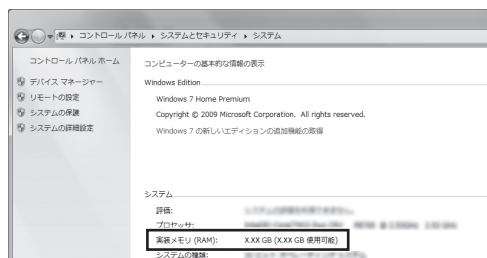 コントロール パネル ▸ システムとセキュリティ ▸ システム
コントロール パネル ホーム
デバイス マネージャー
リモートの設定
システムの保護
システムの詳細設定
コンピューターの基本的な情報の表示
Windows Edition
Windows 7 Home Premium
Copyright © 2009 Microsoft Corporation. All rights reserved.
Windows 7 の新しいエディションの追加機能の取得
システム
評価:
プロセッサ:
実装メモリ (RAM): X.XX GB (X.XX GB 使用可能)
システムの種類: